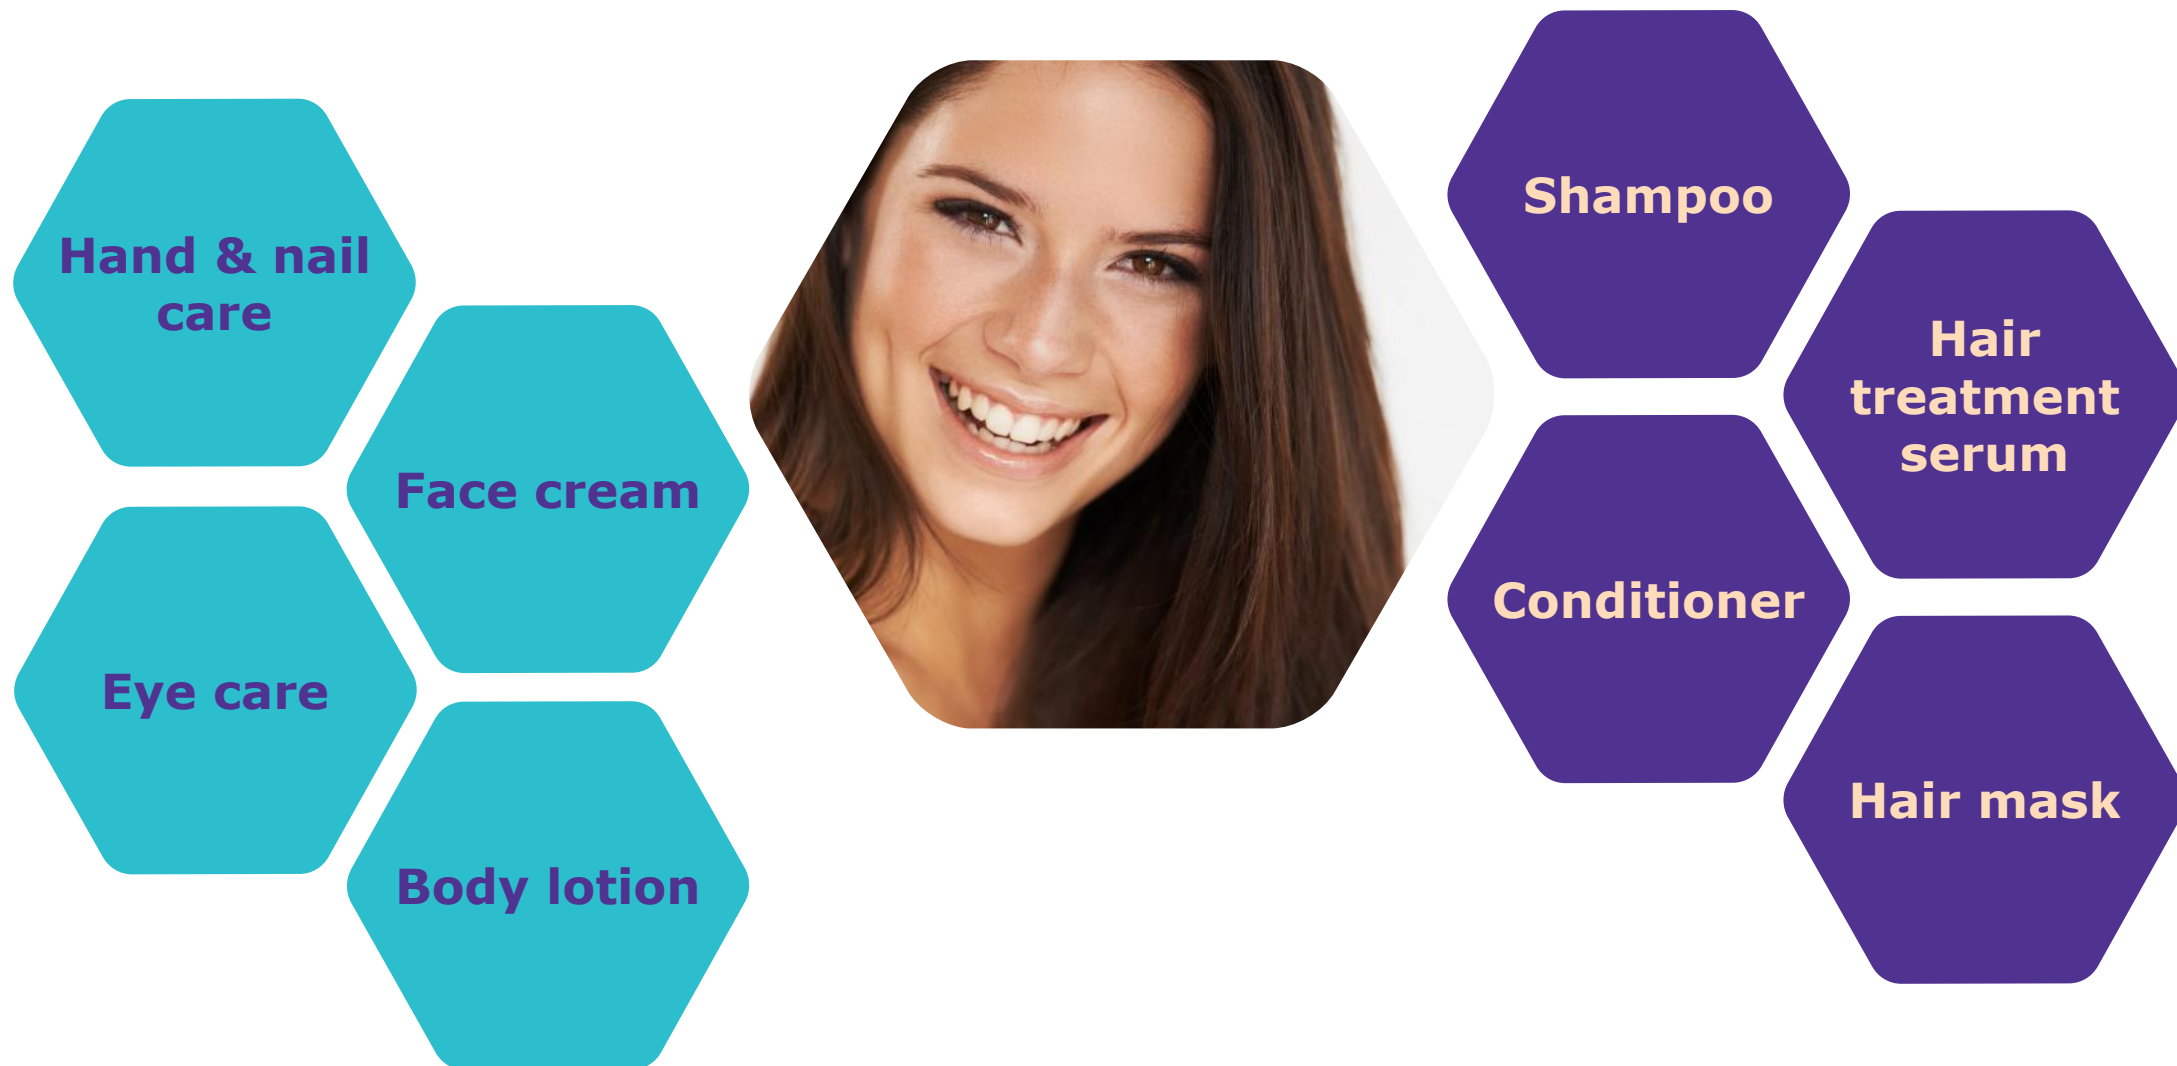 Hand & nail
care
Face cream
Eye care
Body lotion
Shampoo
Hair
treatment
serum
Conditioner
Hair mask